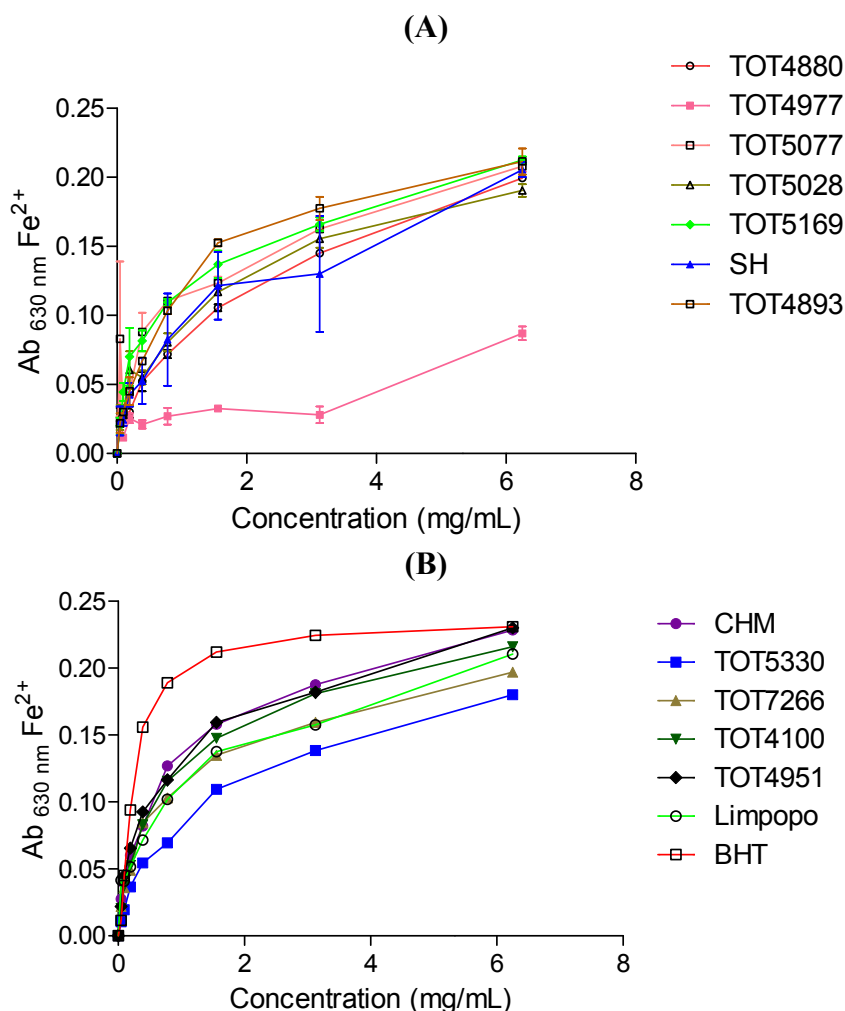 (A)
TOT4880
TOT4977
TOT5077
TOT5028
TOT5169
SH
TOT4893
0.25
0.20
0.15
0.10
0.05
0.00
Ab 630 nm Fe2+
0 2 4 6 8
Concentration (mg/mL)
(B)
CHM
TOT5330
TOT7266
TOT4100
TOT4951
Limpopo
BHT
0.25
0.20
0.15
0.10
0.05
0.00
Ab 630 nm Fe2+
0 2 4 6 8
Concentration (mg/mL)